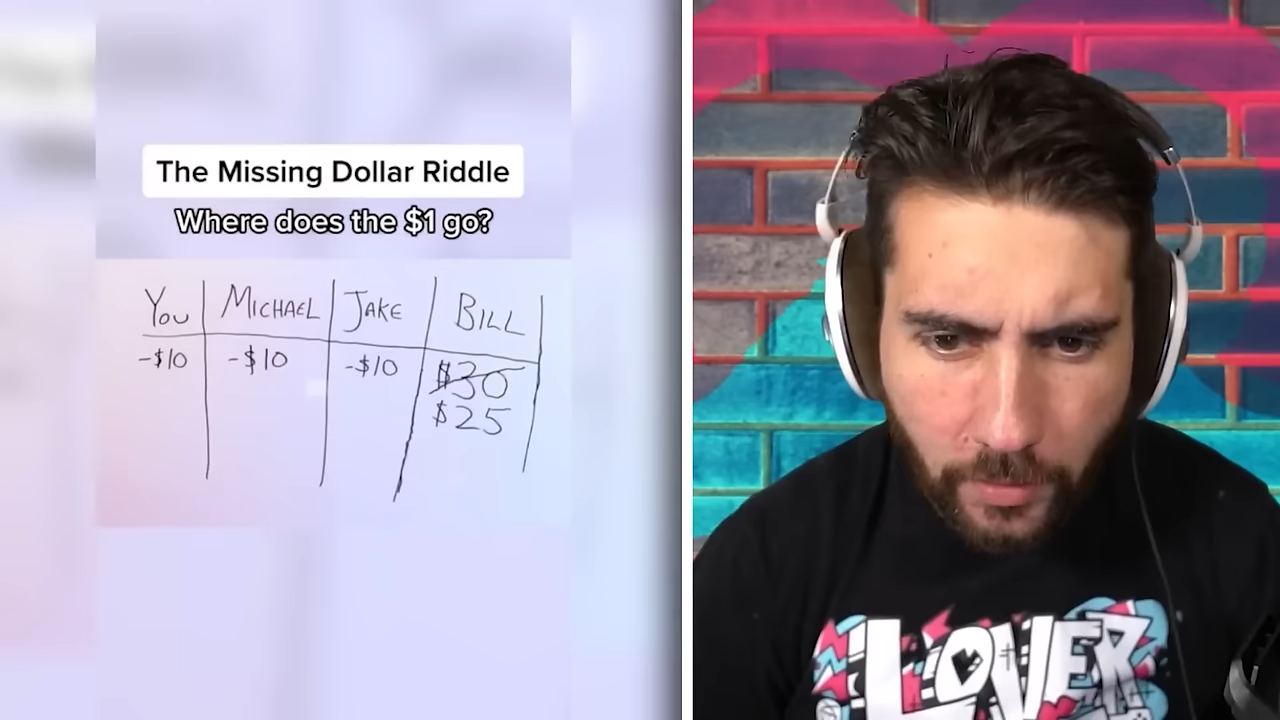 The Missing Dollar Riddle
Where does the $1 go?
YOU MICHAEL JAKE BILL
-$10 -$10 -$10 $30
$25
LOVER